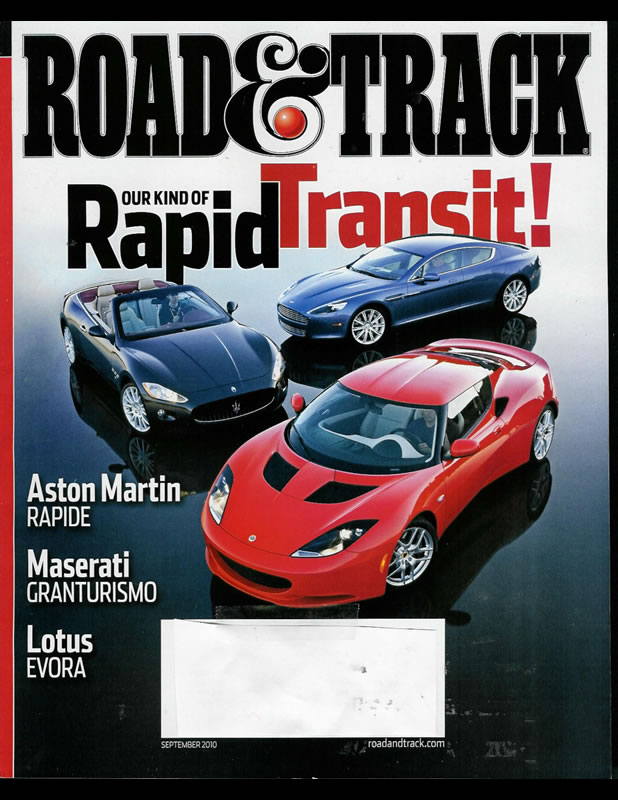 ROAD & TRACK
OUR KIND OF
Rapid Transit!
Aston Martin
RAPIDE
Maserati
GRANTURISMO
Lotus
EVORA
SEPTEMBER 2010
roadandtrack.com